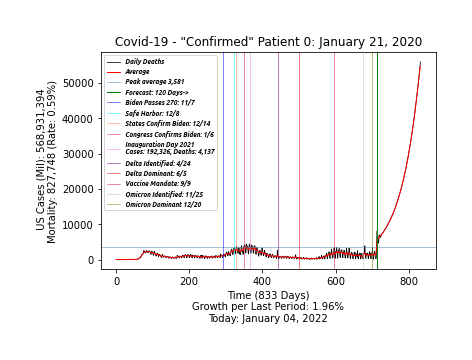 Covid-19 - "Confirmed" Patient 0: January 21, 2020
Daily Deaths
Average
Peak average 3,581
Forecast: 120 Days->
Biden Passes 270: 11/7
Safe Harbor: 12/8
States Confirm Biden: 12/14
Congress Confirms Biden: 1/6
Inauguration Day 2021
Cases: 192,326, Deaths: 4,137
Delta Identified: 4/24
Delta Dominant: 6/5
Vaccine Mandate: 9/9
Omicron Identified: 11/25
Omicron Dominant 12/20
US Cases (Mil): 568,931,394
Mortality: 827,748 (Rate: 0.59%)
50000
40000
30000
20000
10000
0
0 200 400 600 800
Time (833 Days)
Growth per Last Period: 1.96%
Today: January 04, 2022